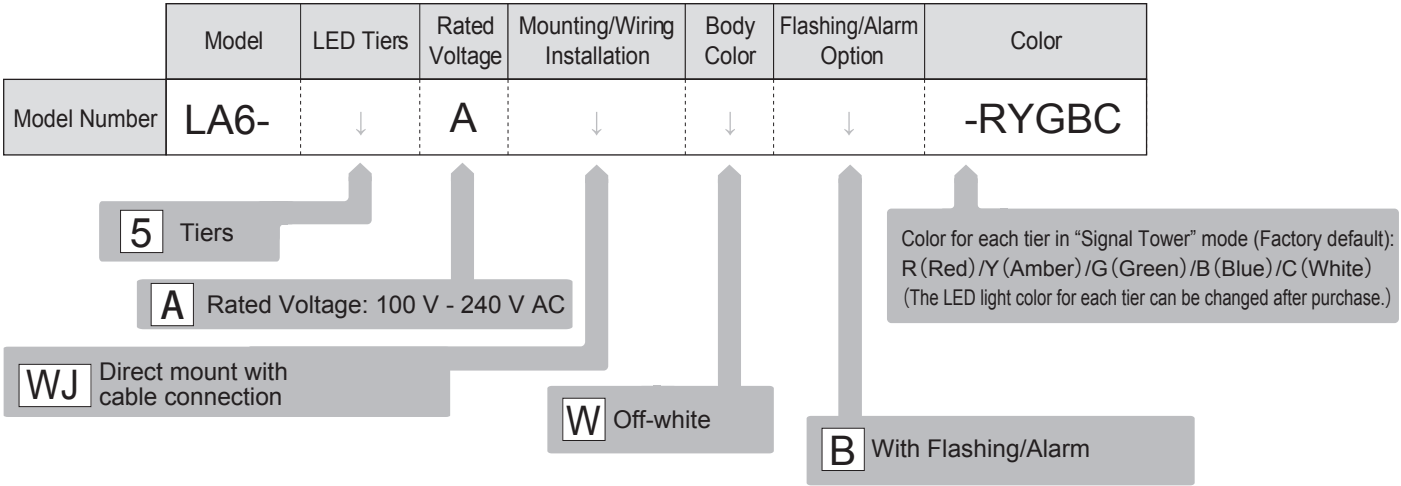 Model
LED Tiers
Rated
Voltage
Mounting/Wiring
Installation
Body
Color
Flashing/Alarm
Option
Color
Model Number
LA6-
↓
A
↓
↓
↓
-RYGBC
5 Tiers
A Rated Voltage: 100 V - 240 V AC
WJ Direct mount with
cable connection
W Off-white
B With Flashing/Alarm
Color for each tier in “Signal Tower” mode (Factory default):
R(Red)/Y(Amber)/G(Green)/B(Blue)/C(White)
(The LED light color for each tier can be changed after purchase.)